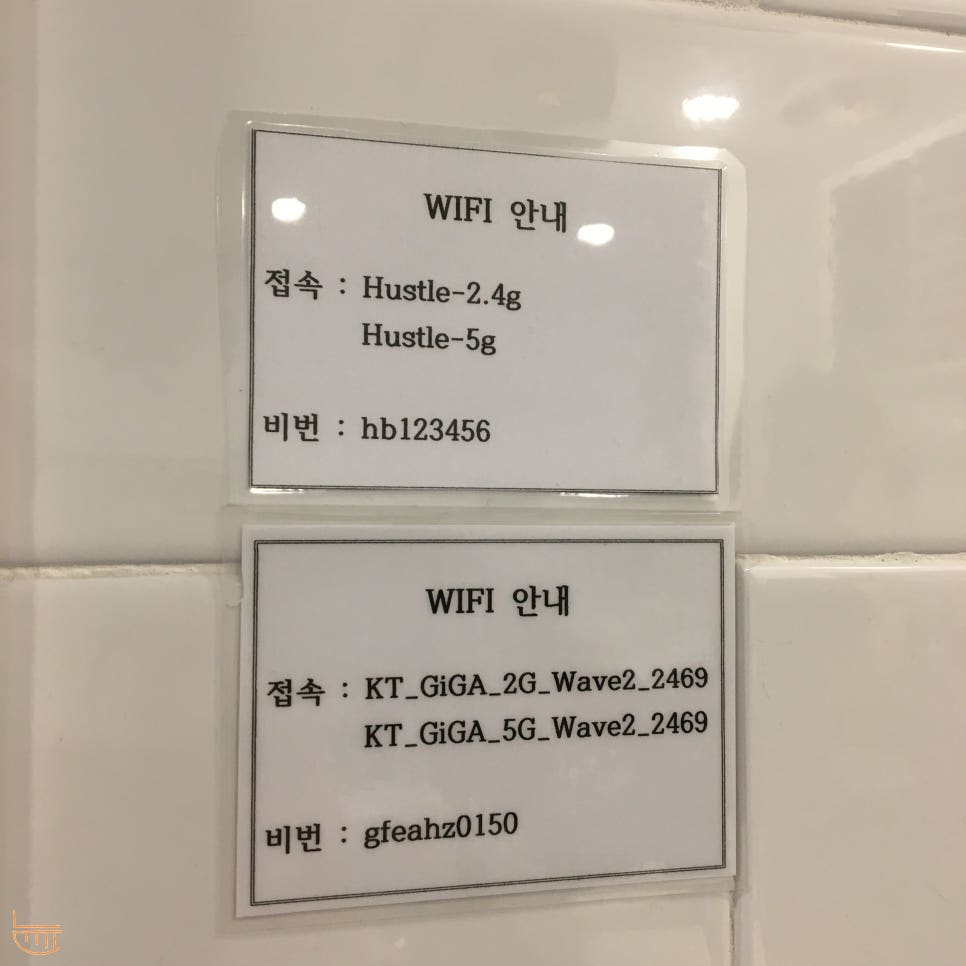 WIFI 안내
접속 : Hustle-2.4g
Hustle-5g
비번 : hb123456
WIFI 안내
접속 : KT_GiGA_2G_Wave2_2469
KT_GiGA_5G_Wave2_2469
비번 : gfeahz0150